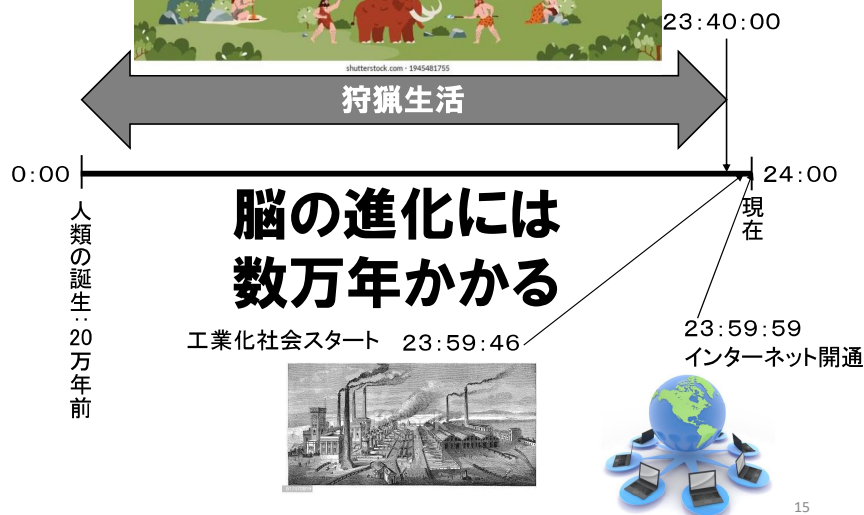 23:40:00
shutterstock.com · 1945481755
狩猟生活
0:00
24:00
人類の誕生：20万年前
現在
脳の進化には
数万年かかる
工業化社会スタート　23:59:46
23:59:59
インターネット開通
15